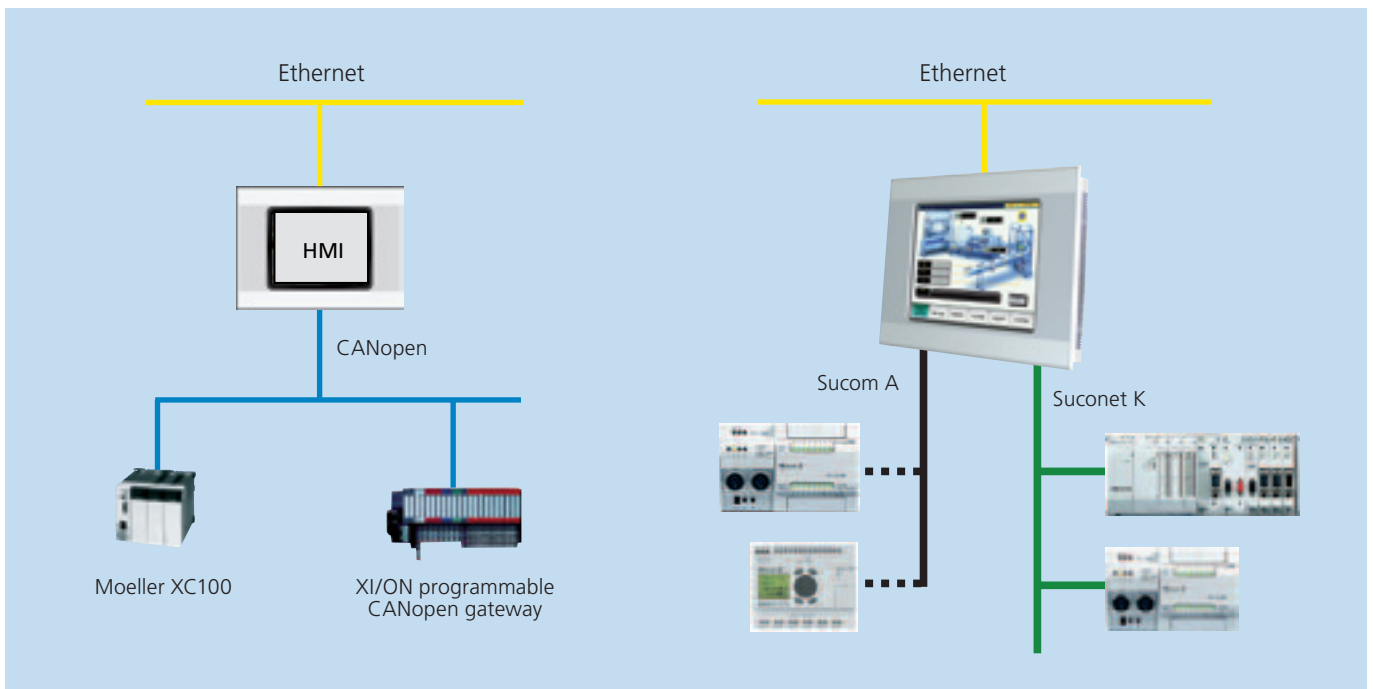 Ethernet
Ethernet
HMI
CANopen
Sucom A
Suconet K
Moeller XC100
XI/ON programmable
CANopen gateway